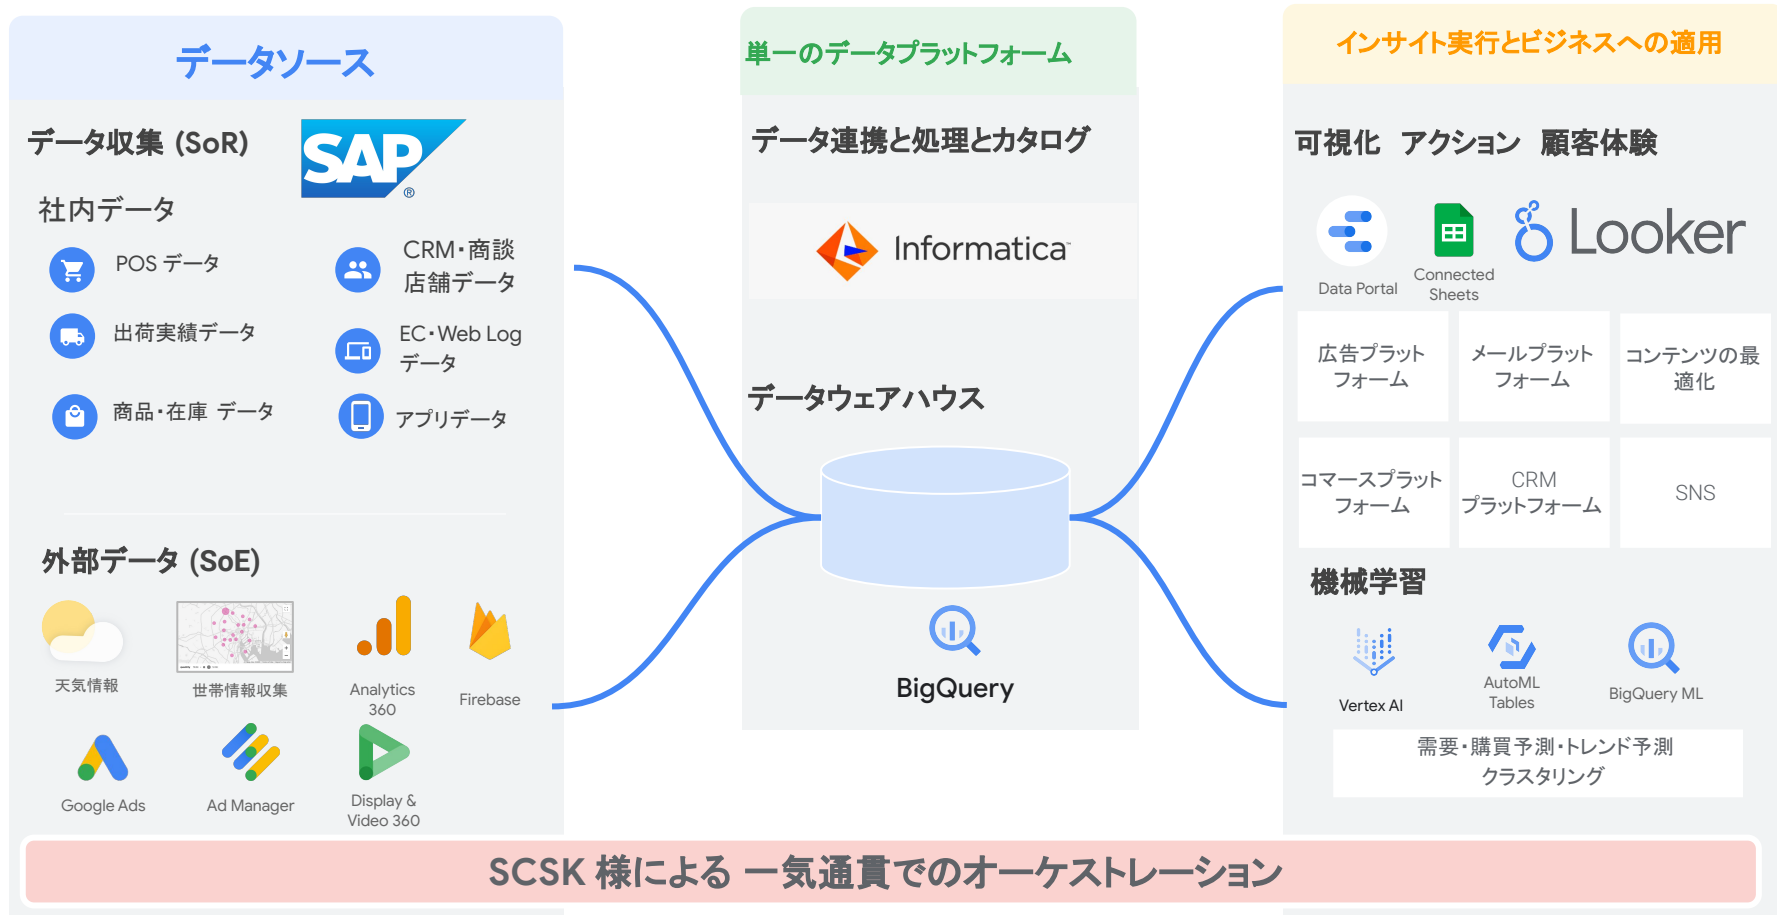 データソース
データ収集 (SoR)
SAP
®
社内データ
POS データ
CRM・商談
店舗データ
出荷実績データ
EC・Web Log
データ
商品・在庫 データ
アプリデータ
外部データ (SoE)
天気情報
世帯情報収集
Analytics
360
Firebase
Google Ads
Ad Manager
Display &
Video 360
単一のデータプラットフォーム
データ連携と処理とカタログ
Informatica
データウェアハウス
BigQuery
インサイト実行とビジネスへの適用
可視化 アクション 顧客体験
Data Portal
Connected
Sheets
Looker
広告プラット
フォーム
メールプラット
フォーム
コンテンツの最
適化
コマースプラット
フォーム
CRM
プラットフォーム
SNS
機械学習
Vertex AI
AutoML
Tables
BigQuery ML
需要・購買予測・トレンド予測
クラスタリング
SCSK 様による 一気通貫でのオーケストレーション